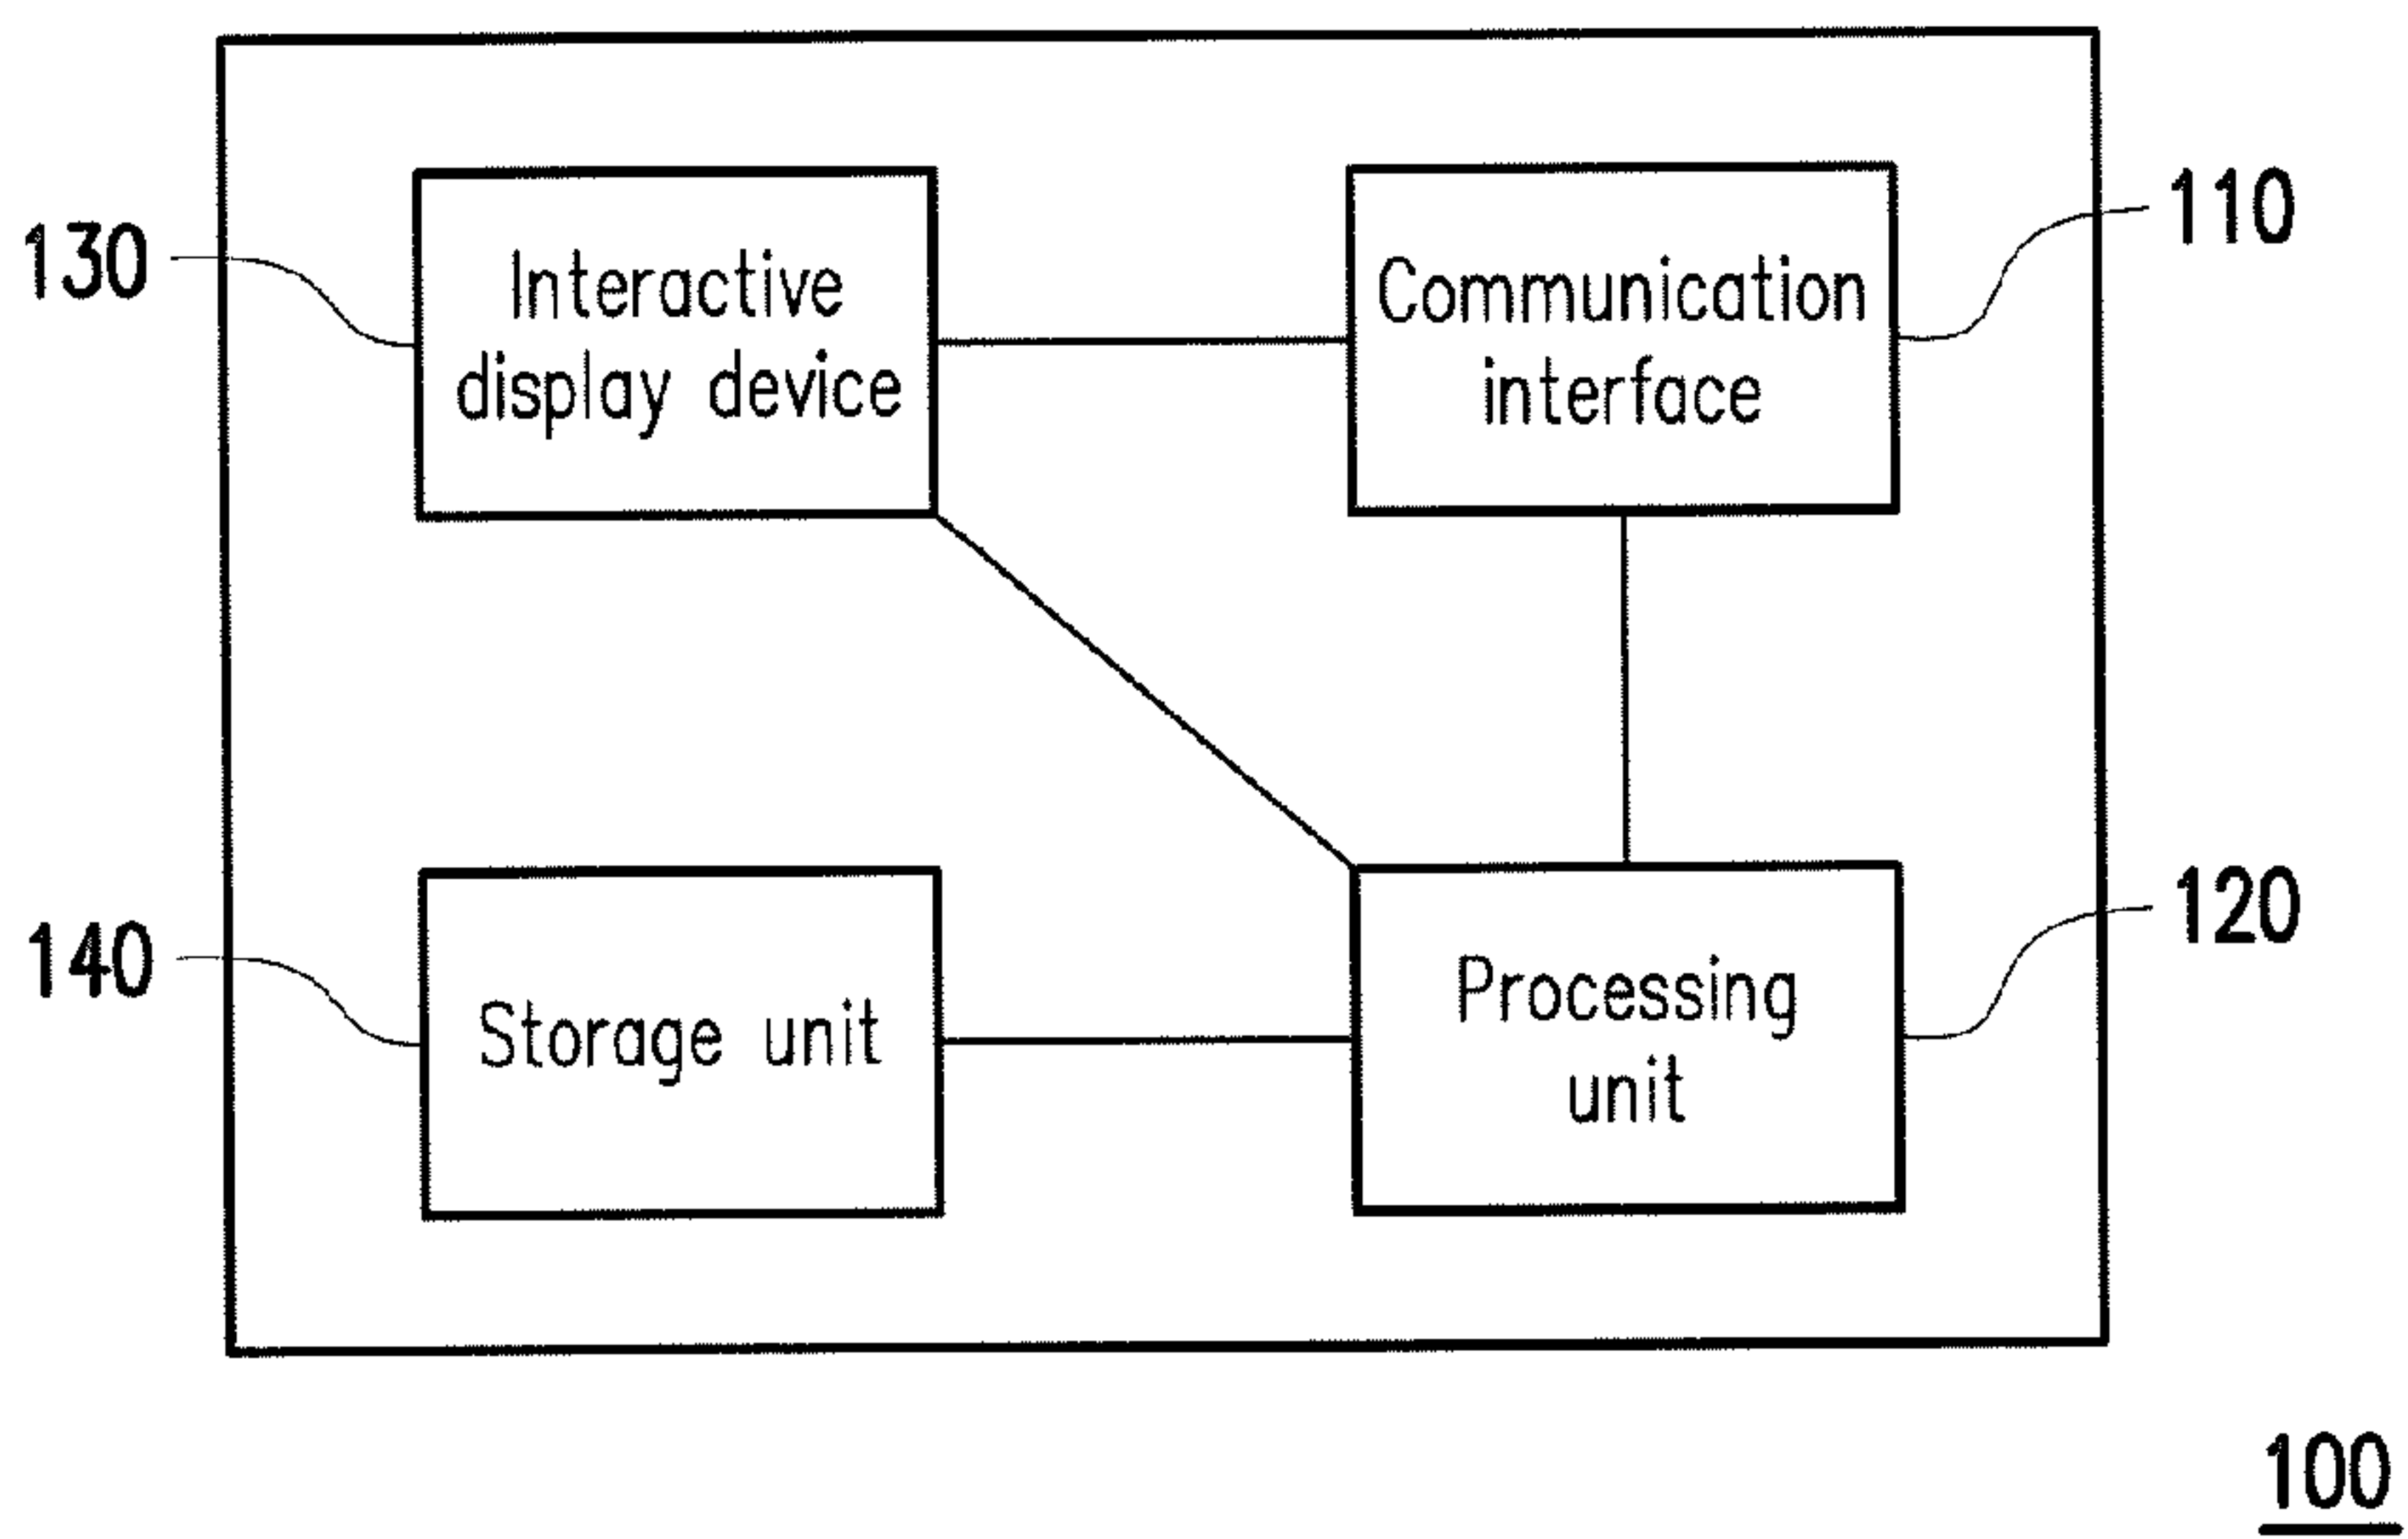 130
Interactive
display device
Communication
interface
110
140
Storage unit
Processing
unit
120
100